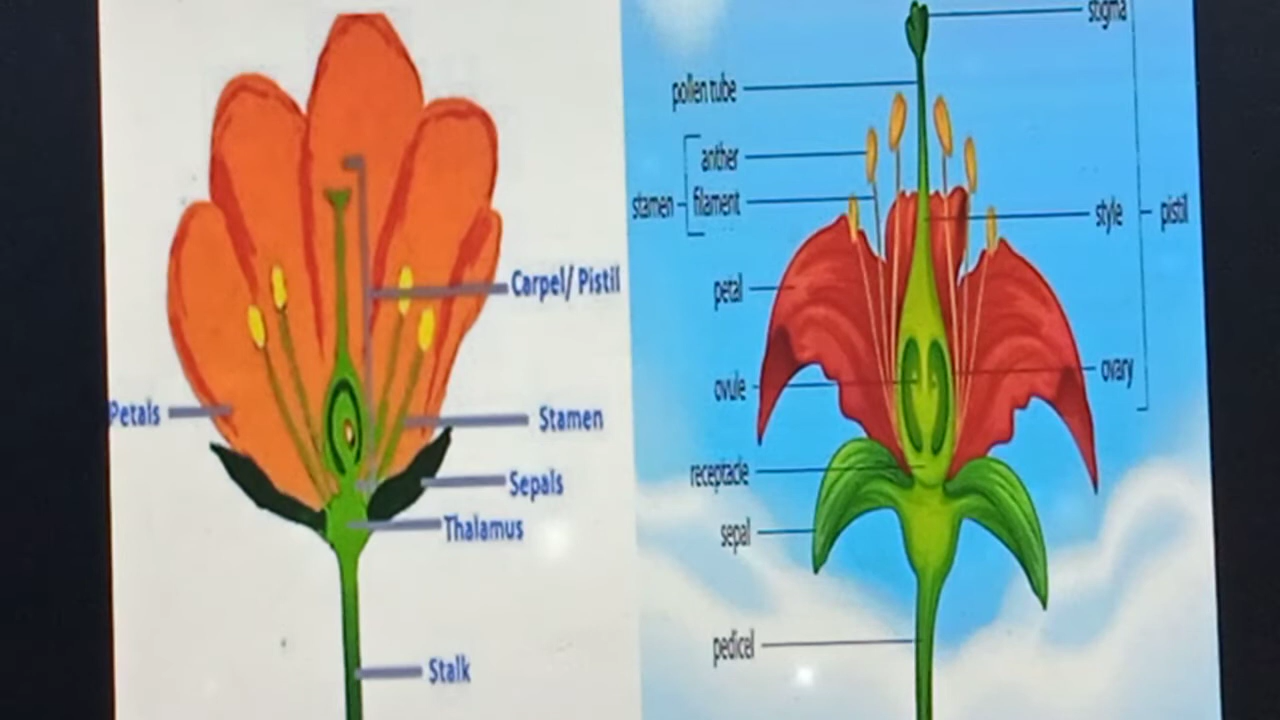 Carpel/ Pistil
Petals
Stamen
Sepals
Thalamus
Stalk
stigma
pollen tube
anther
stamen
filament
style
pistil
petal
ovule
ovary
receptacle
sepal
pedicel